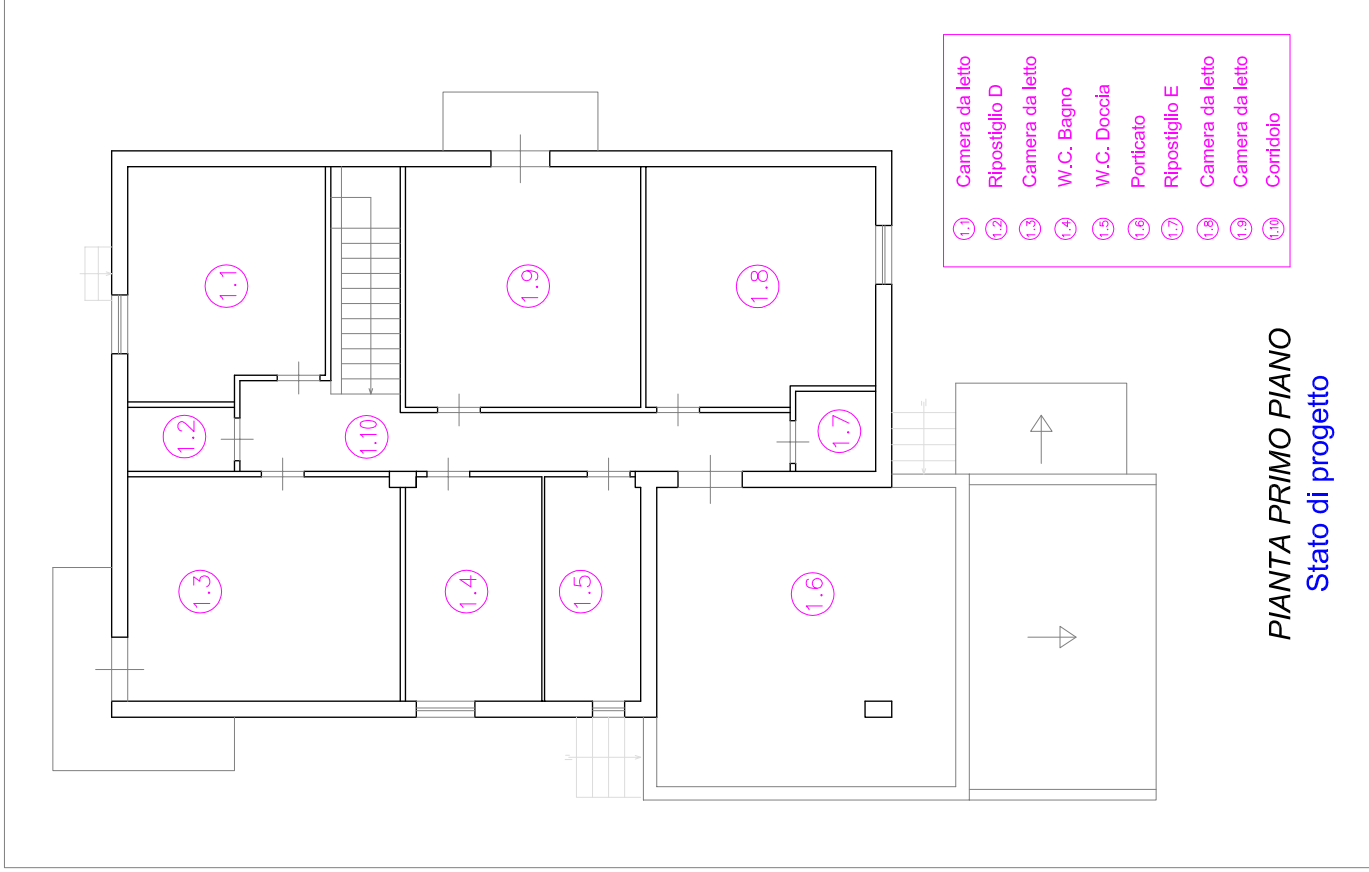 1.1 Camera da letto
1.2 Ripostiglio D
1.3 Camera da letto
1.4 W.C. Bagno
1.5 W.C. Doccia
1.6 Porticato
1.7 Ripostiglio E
1.8 Camera da letto
1.9 Camera da letto
1.10 Corridoio
PIANTA PRIMO PIANO
Stato di progetto
1.1
1.9
1.8
1.2
1.10
1.7
1.3
1.4
1.5
1.6